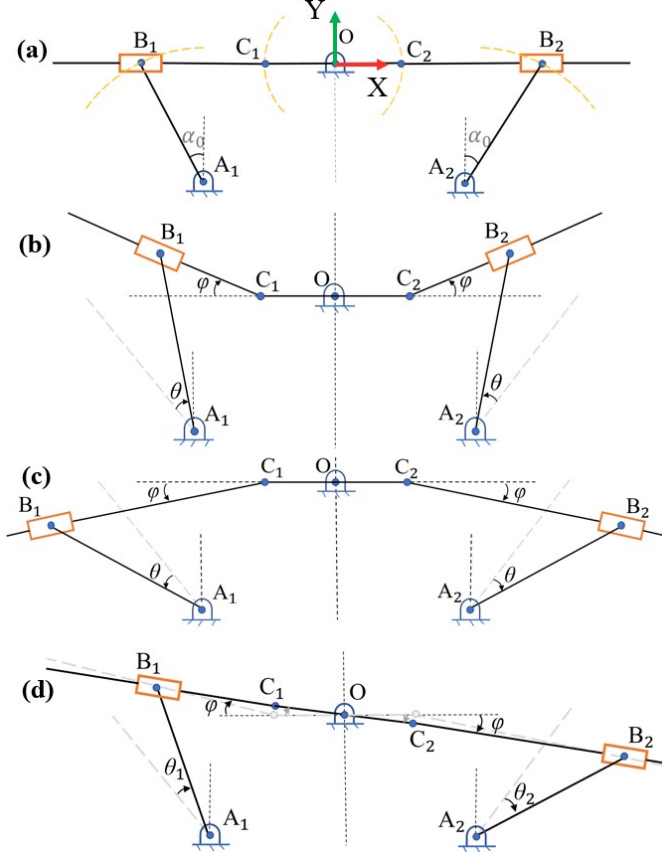 Y
(a) B₁ C₁ O C₂ B₂
X
α₀ α₀
A₁ A₂
(b) B₁ B₂
φ C₁ O C₂ φ
θ A₁ A₂ θ
(c) C₁ O C₂
B₁ φ φ B₂
θ A₁ A₂ θ
(d) B₁ C₁ O
φ φ
C₂ B₂
θ₁ θ₂
A₁ A₂